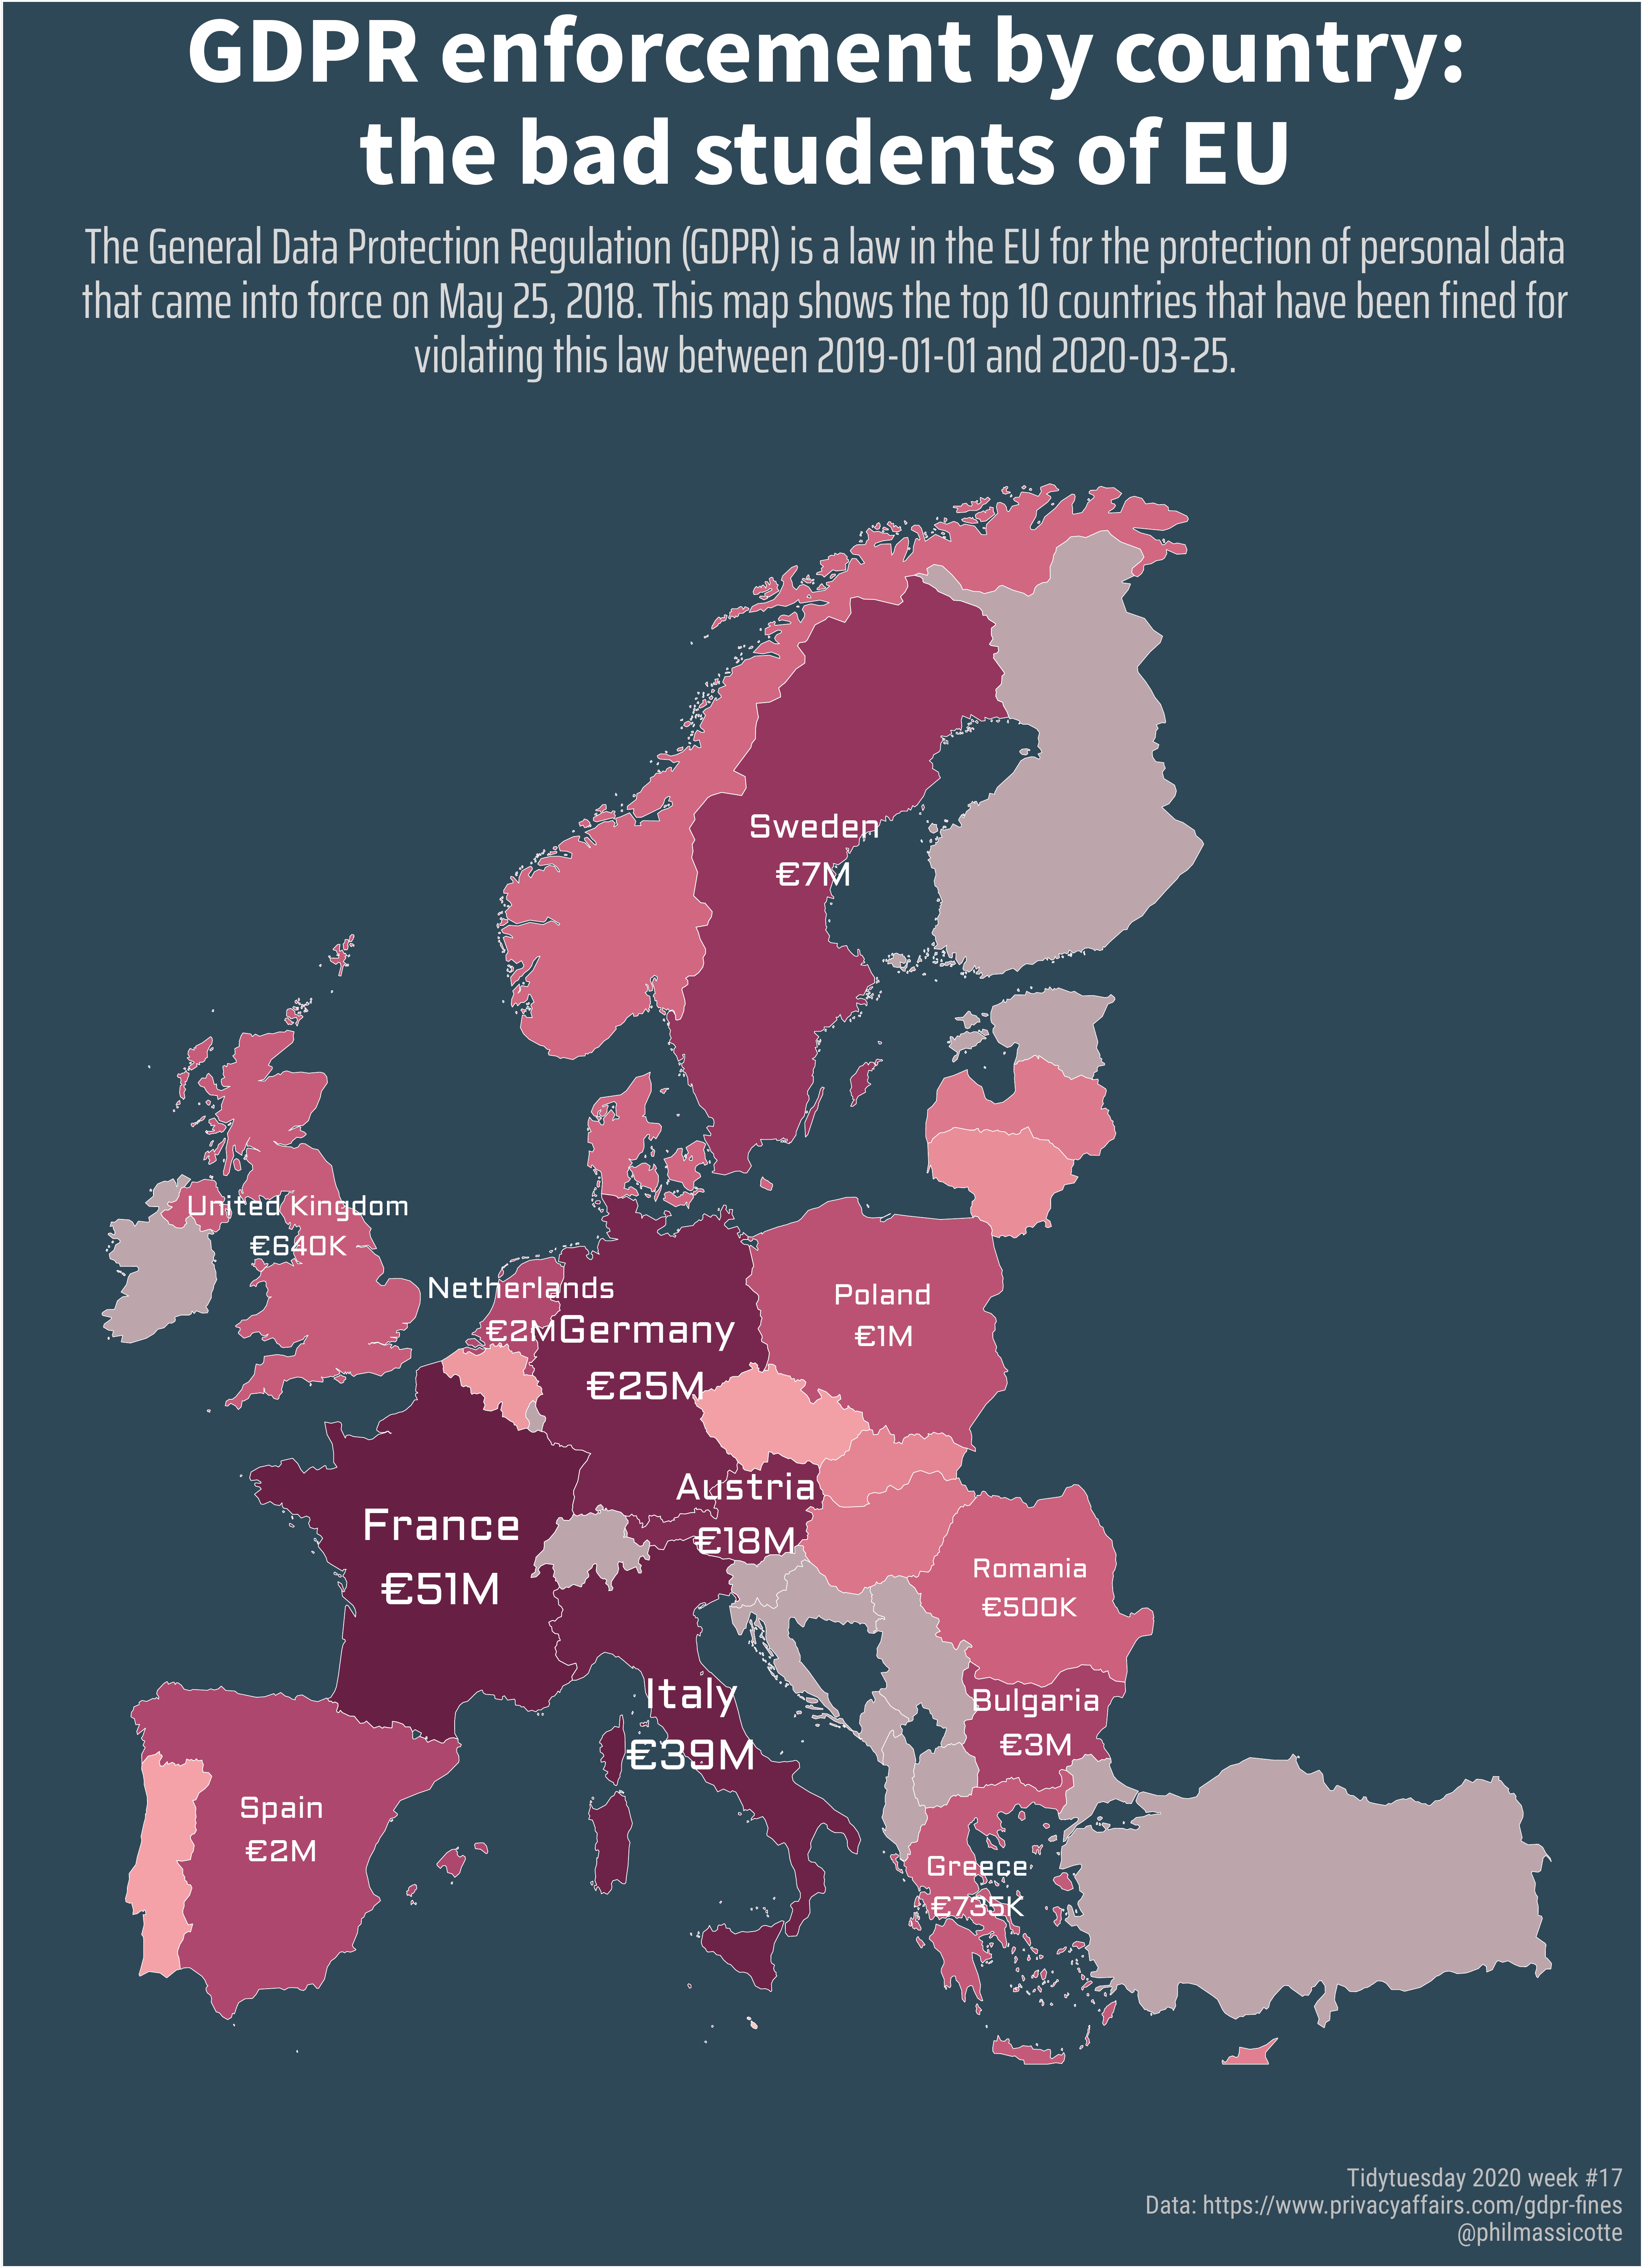 GDPR enforcement by country:
the bad students of EU
The General Data Protection Regulation (GDPR) is a law in the EU for the protection of personal data
that came into force on May 25, 2018. This map shows the top 10 countries that have been fined for
violating this law between 2019-01-01 and 2020-03-25.
Sweden
€7M
United Kingdom
€640K
Netherlands
€2M
Germany
€25M
Poland
€1M
Austria
€18M
France
€51M
Romania
€500K
Italy
€39M
Bulgaria
€3M
Spain
€2M
Greece
€735K
Tidytuesday 2020 week #17
Data: https://www.privacyaffairs.com/gdpr-fines
@philmassicotte